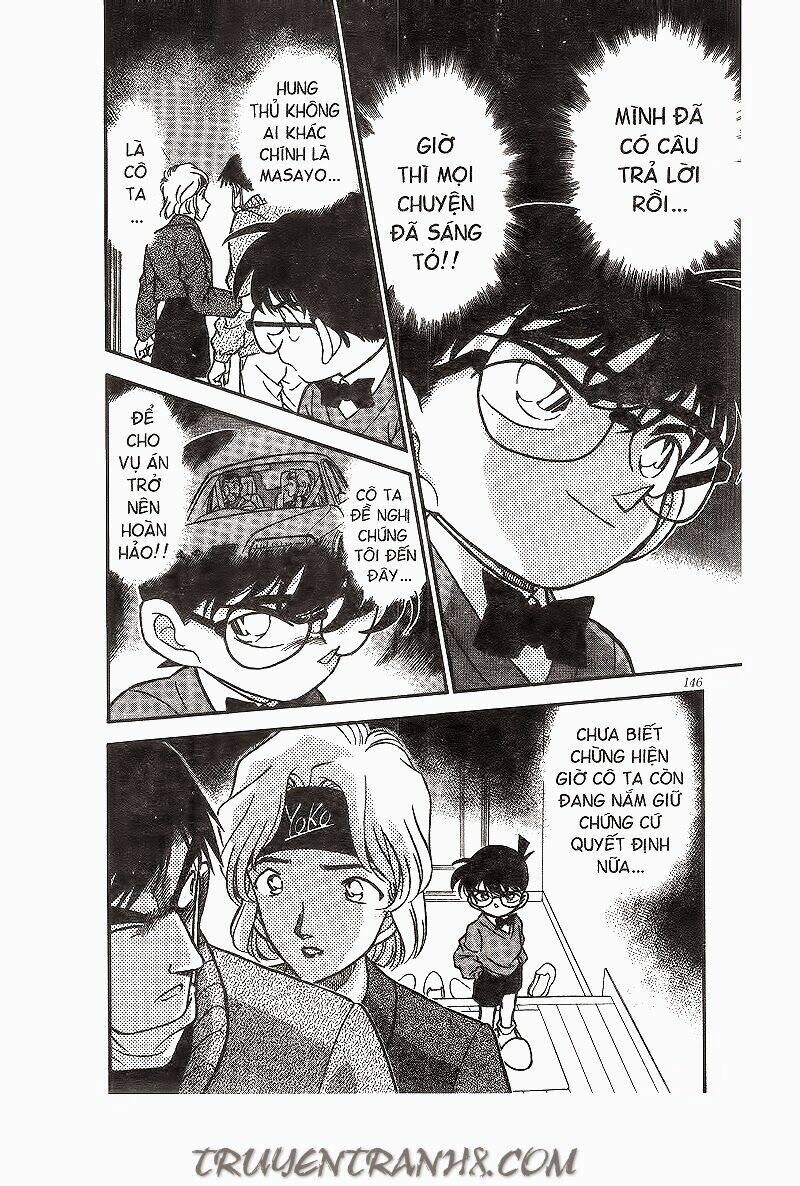 MÌNH ĐÃ
CÓ CÂU
TRẢ LỜI
RỒI...
GIỜ
THÌ MỌI
CHUYỆN
ĐÃ SÁNG
TỎ!!
HUNG
THỦ KHÔNG
AI KHÁC
CHÍNH LÀ
MASAYO...
LÀ
CÔ
TA
...
CÔ TA
ĐỀ NGHỊ
CHÚNG
TÔI ĐẾN
ĐÂY...
ĐỂ
CHO
VỤ ÁN
TRỞ
NÊN
HOÀN
HẢO!!
146
CHƯA BIẾT
CHỪNG HIỆN
GIỜ CÔ TA CÒN
ĐANG NẮM GIỮ
CHỨNG CỨ
QUYẾT ĐỊNH
NỮA...
YOKO
TRUYENTRANH8.COM